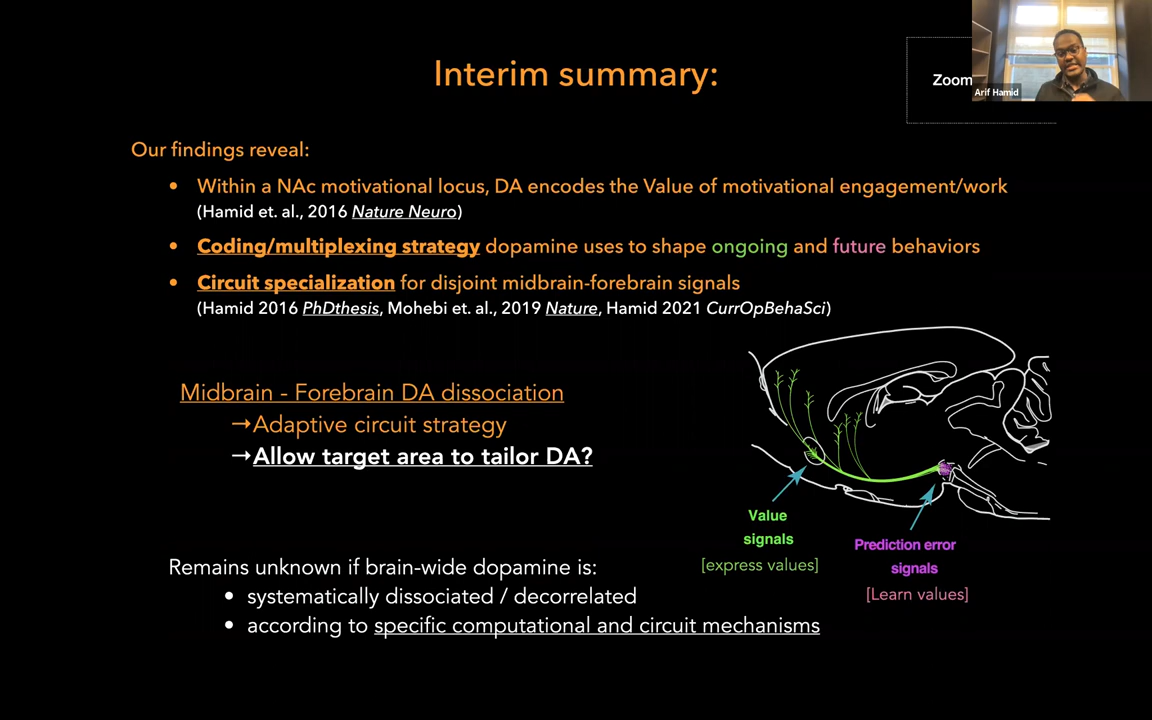 Interim summary:
Zoom
Arif Hamid
Our findings reveal:
• Within a NAc motivational locus, DA encodes the Value of motivational engagement/work
(Hamid et. al., 2016 Nature Neuro)
• Coding/multiplexing strategy dopamine uses to shape ongoing and future behaviors
• Circuit specialization for disjoint midbrain-forebrain signals
(Hamid 2016 PhDthesis, Mohebi et. al., 2019 Nature, Hamid 2021 CurrOpBehaSci)
Midbrain - Forebrain DA dissociation
→Adaptive circuit strategy
→Allow target area to tailor DA?
Value
signals
[express values]
Prediction error
signals
[Learn values]
Remains unknown if brain-wide dopamine is:
• systematically dissociated / decorrelated
• according to specific computational and circuit mechanisms